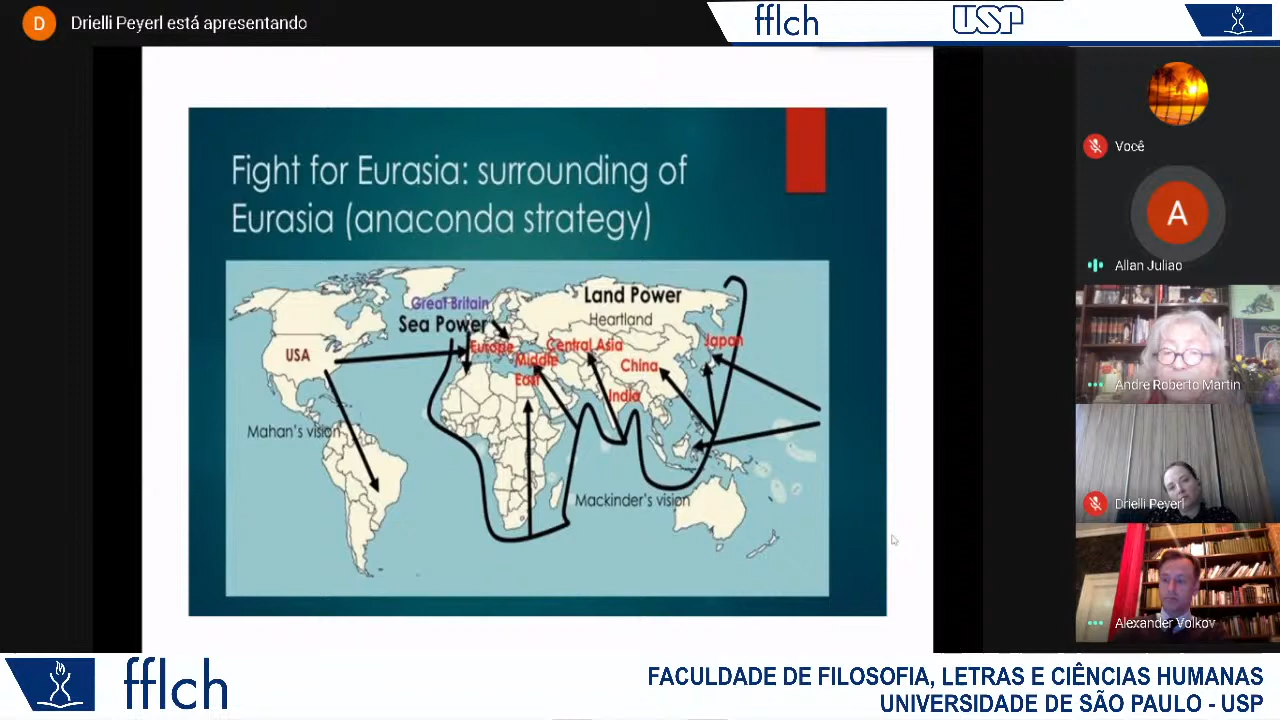 D
Drielli Peyerl está apresentando
fflch
USP
Fight for Eurasia: surrounding of
Eurasia (anaconda strategy)
Great Britain
Sea Power
Land Power
Heartland
USA
Europe
Middle
East
Central Asia
China
Japan
India
Mahan's vision
Mackinder's vision
Você
A
Allan Juliao
Andre Roberto Martin
Drielli Peyerl
Alexander Volkov
fflch
FACULDADE DE FILOSOFIA, LETRAS E CIÊNCIAS HUMANAS
UNIVERSIDADE DE SÃO PAULO - USP